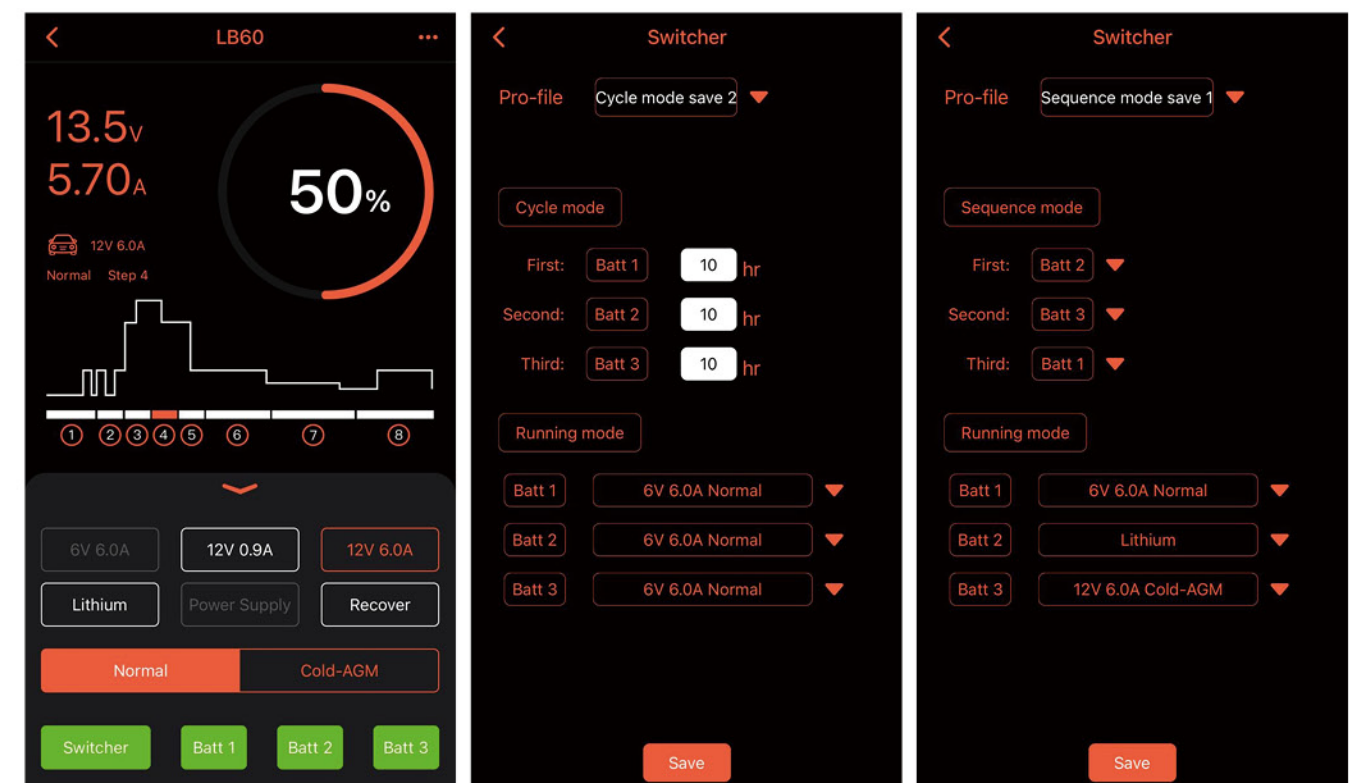 LB60
13.5V
5.70A
50%
12V 6.0A
Normal Step 4
1 2 3 4 5 6 7 8
6V 6.0A 12V 0.9A 12V 6.0A
Lithium Power Supply Recover
Normal Cold-AGM
Switcher Batt 1 Batt 2 Batt 3
Switcher
Pro-file Cycle mode save 2
Cycle mode
First: Batt 1 10 hr
Second: Batt 2 10 hr
Third: Batt 3 10 hr
Running mode
Batt 1 6V 6.0A Normal
Batt 2 6V 6.0A Normal
Batt 3 6V 6.0A Normal
Save
Switcher
Pro-file Sequence mode save 1
Sequence mode
First: Batt 2
Second: Batt 3
Third: Batt 1
Running mode
Batt 1 6V 6.0A Normal
Batt 2 Lithium
Batt 3 12V 6.0A Cold-AGM
Save